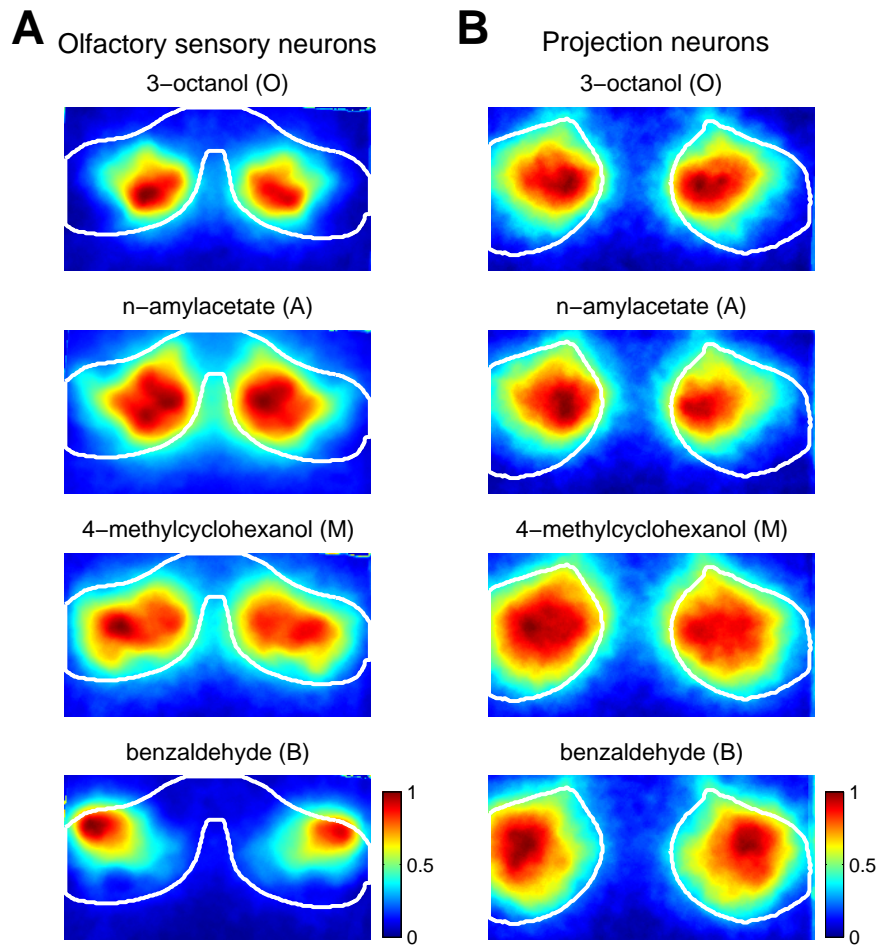 A
Olfactory sensory neurons
3−octanol (O)
n−amylacetate (A)
4−methylcyclohexanol (M)
benzaldehyde (B)
1
0.5
0
B
Projection neurons
3−octanol (O)
n−amylacetate (A)
4−methylcyclohexanol (M)
benzaldehyde (B)
1
0.5
0